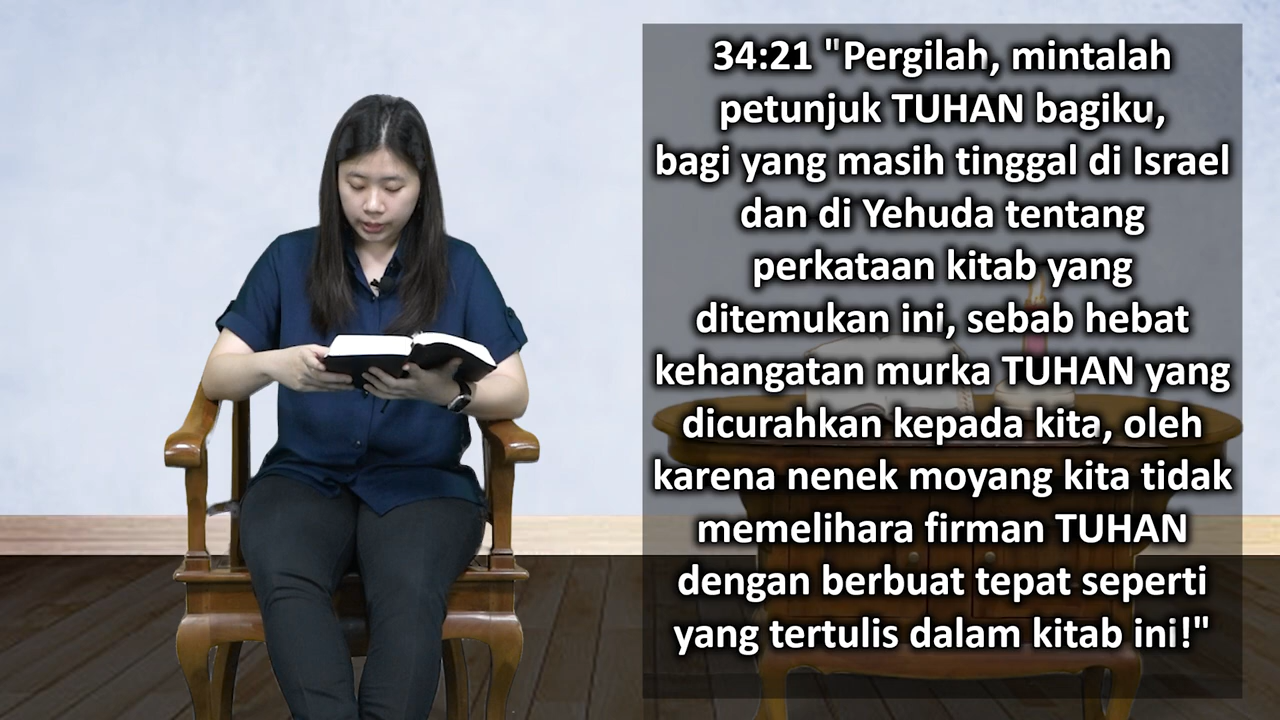 34:21 "Pergilah, mintalah
petunjuk TUHAN bagiku,
bagi yang masih tinggal di Israel
dan di Yehuda tentang
perkataan kitab yang
ditemukan ini, sebab hebat
kehangatan murka TUHAN yang
dicurahkan kepada kita, oleh
karena nenek moyang kita tidak
memelihara firman TUHAN
dengan berbuat tepat seperti
yang tertulis dalam kitab ini!"